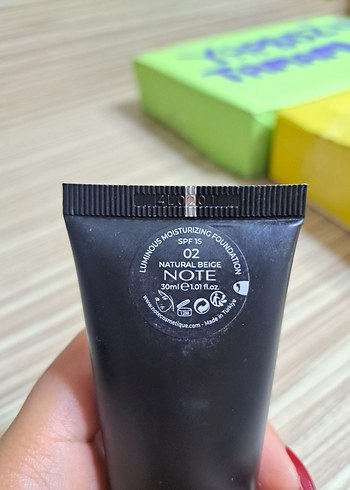 LUMINOUS MOISTURIZING FOUNDATION
SPF 15
02
NATURAL BEIGE
NOTE
30ml e 1.01 fl.oz.
12M
www.notecosmetique.com - Made in Türkiye